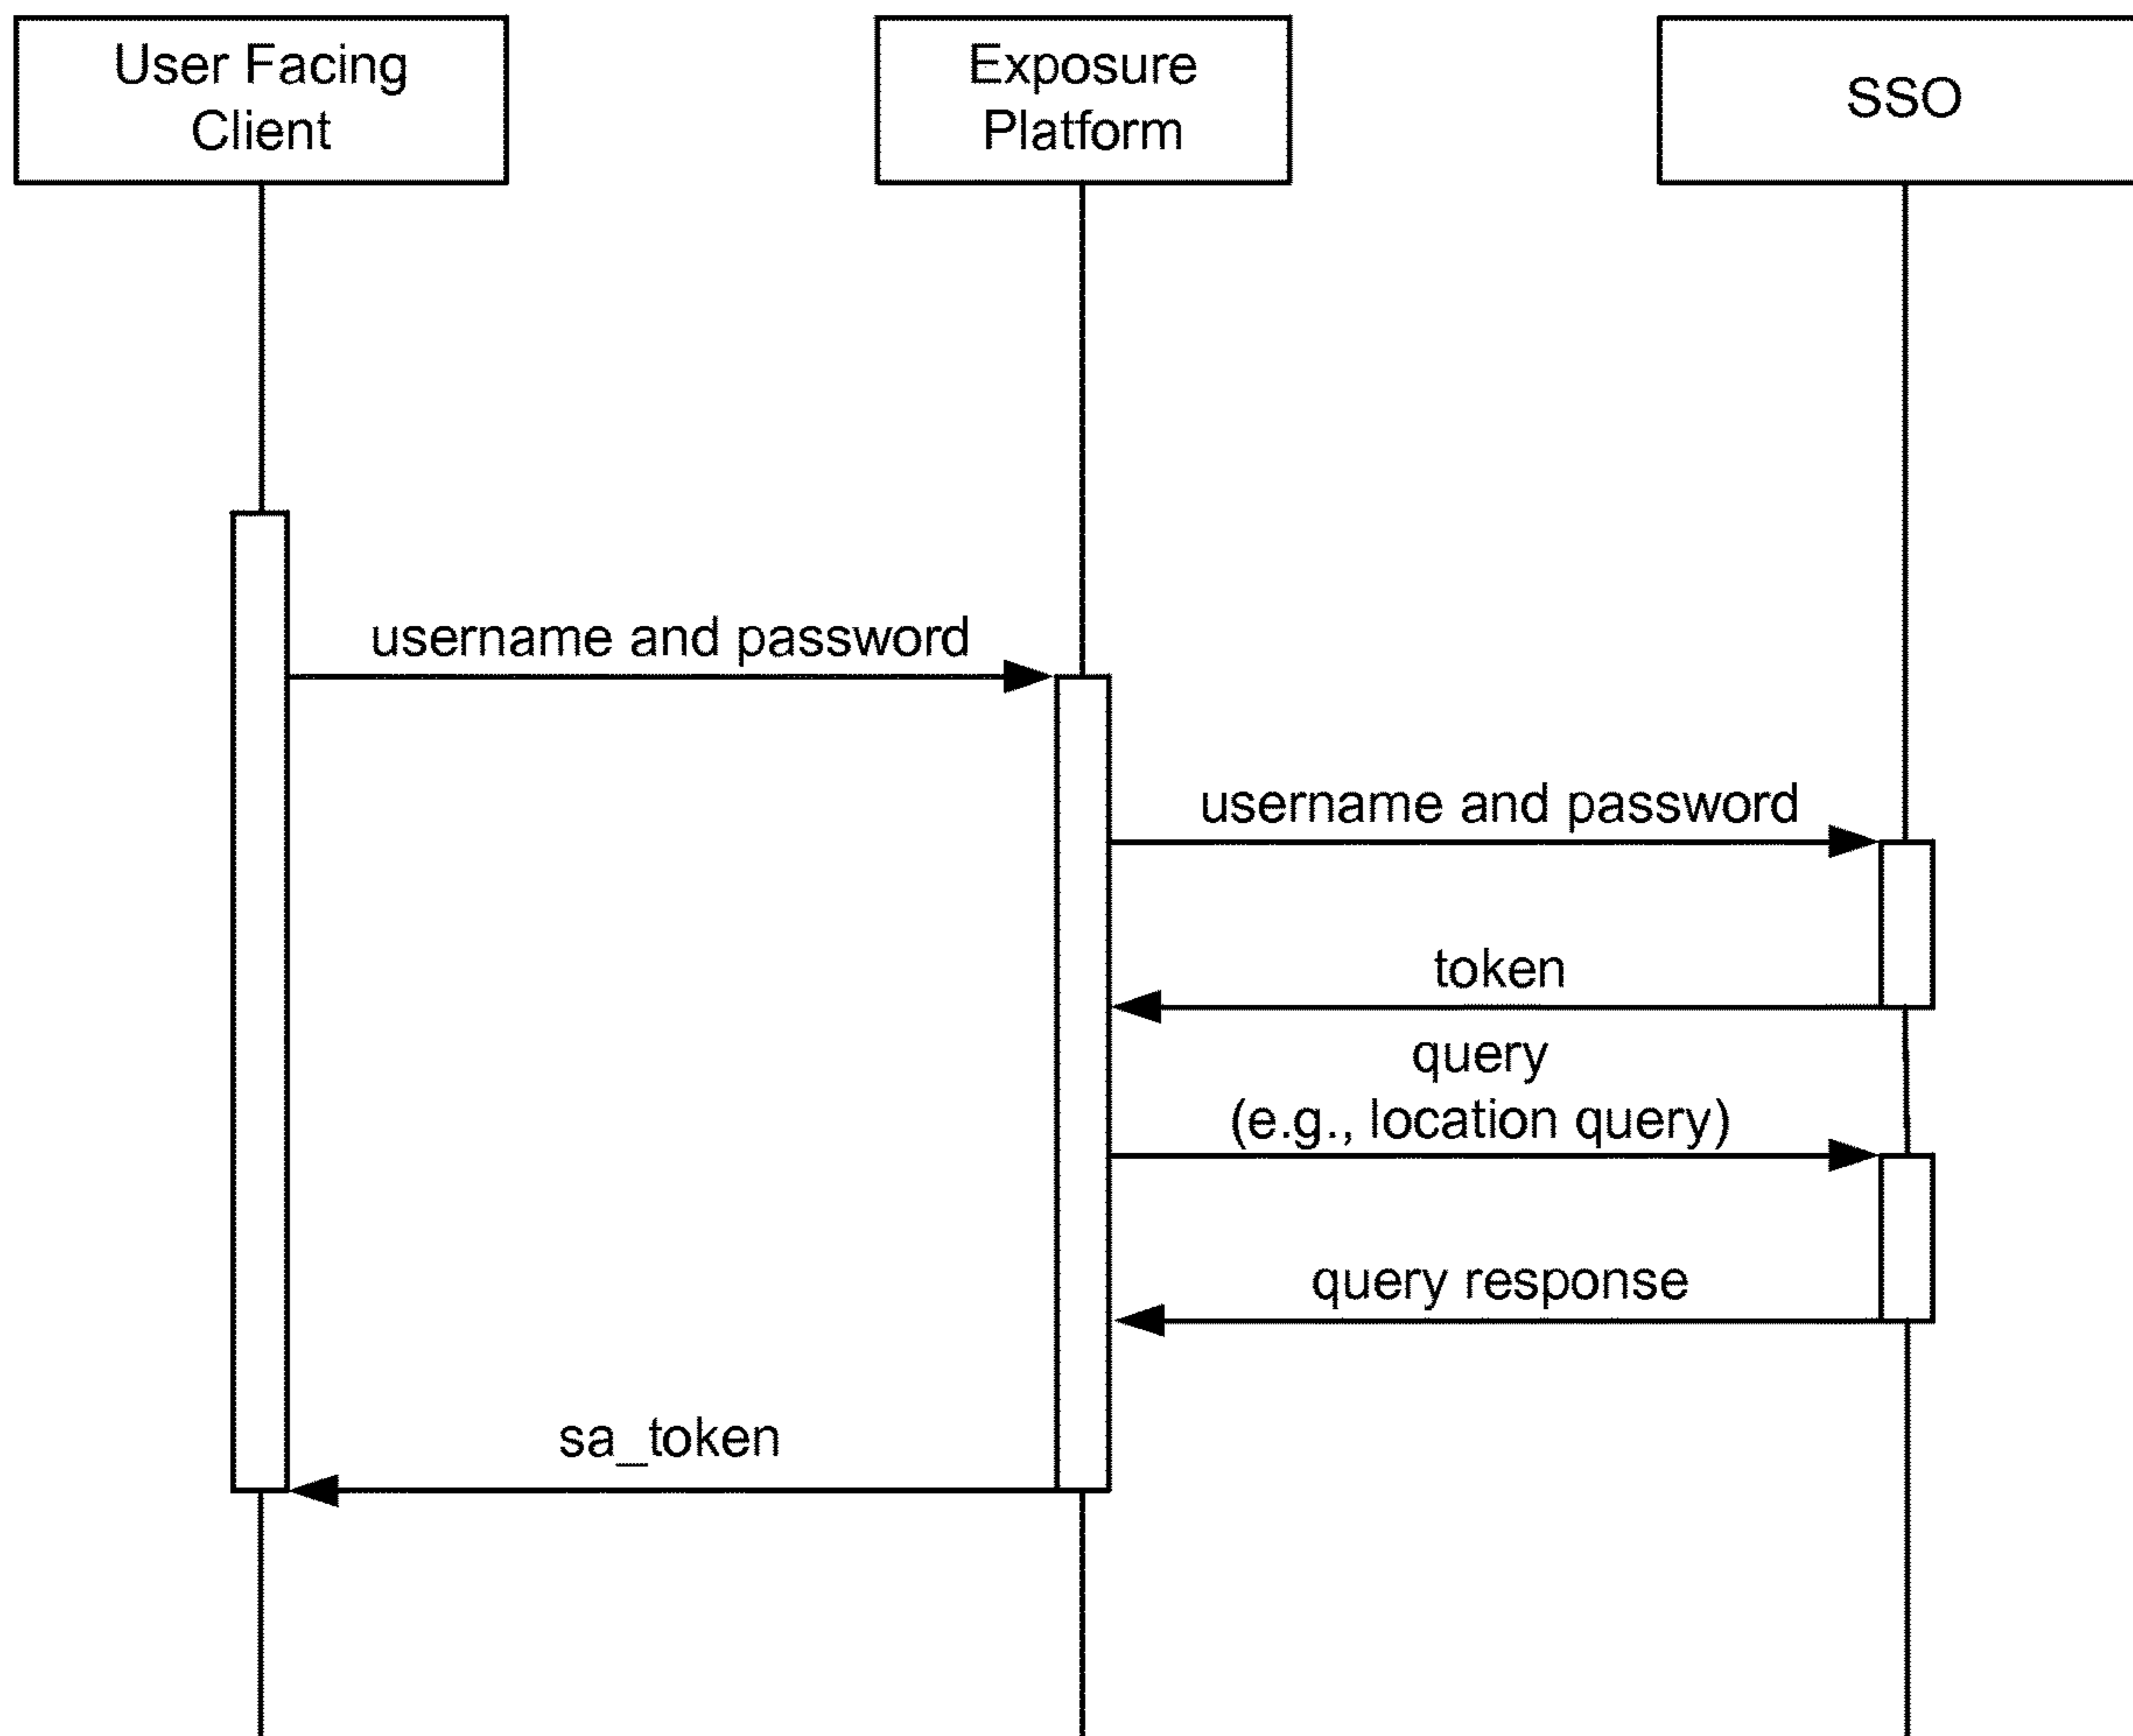 User Facing
Client
Exposure
Platform
SSO
username and password
username and password
token
query
(e.g., location query)
query response
sa_token